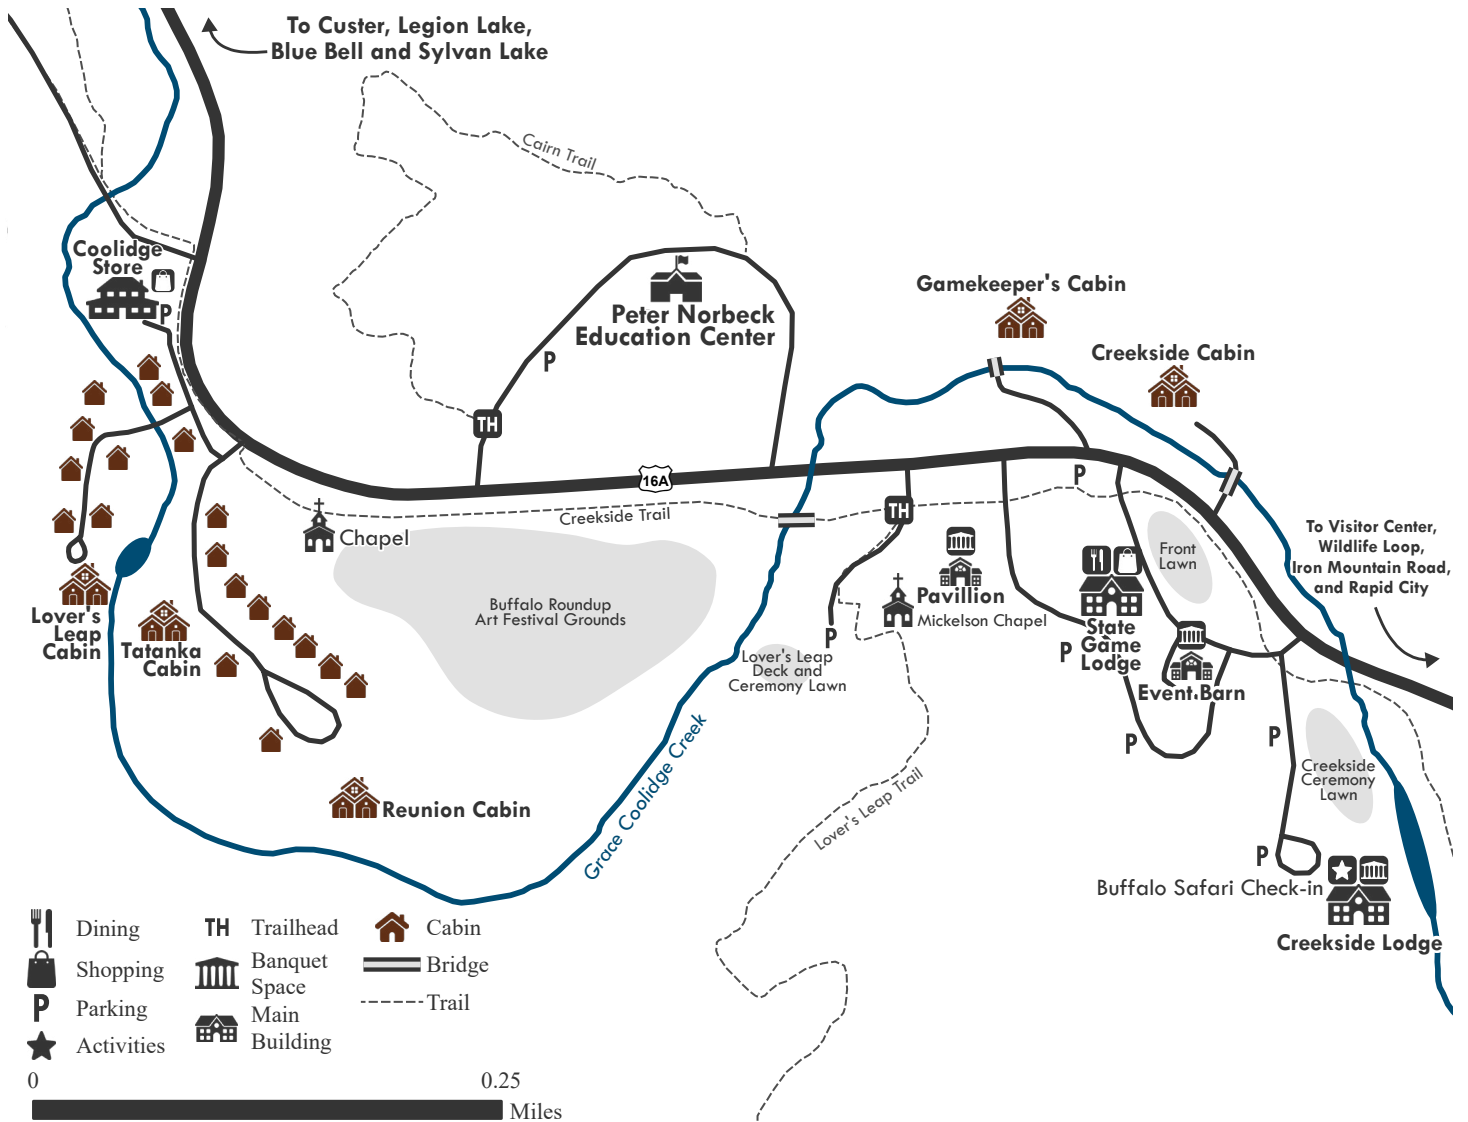 To Custer, Legion Lake,
Blue Bell and Sylvan Lake
Cairn Trail
Coolidge
Store
P
Peter Norbeck
Education Center
P
TH
Gamekeeper's Cabin
Creekside Cabin
16A
P
Creekside Trail
TH
Chapel
To Visitor Center,
Wildlife Loop,
Iron Mountain Road,
and Rapid City
Front
Lawn
Buffalo Roundup
Art Festival Grounds
Pavillion
Mickelson Chapel
P
State
Game
Lodge
P
Lover's
Leap
Cabin
Tatanka
Cabin
Lover's Leap
Deck and
Ceremony Lawn
Event Barn
P
P
Grace Coolidge Creek
Creekside
Ceremony
Lawn
Lover's Leap Trail
Reunion Cabin
P
Buffalo Safari Check-in
Creekside Lodge
Dining
Shopping
P Parking
Activities
TH Trailhead
Banquet
Space
Main
Building
Cabin
Bridge
Trail
0 0.25
Miles